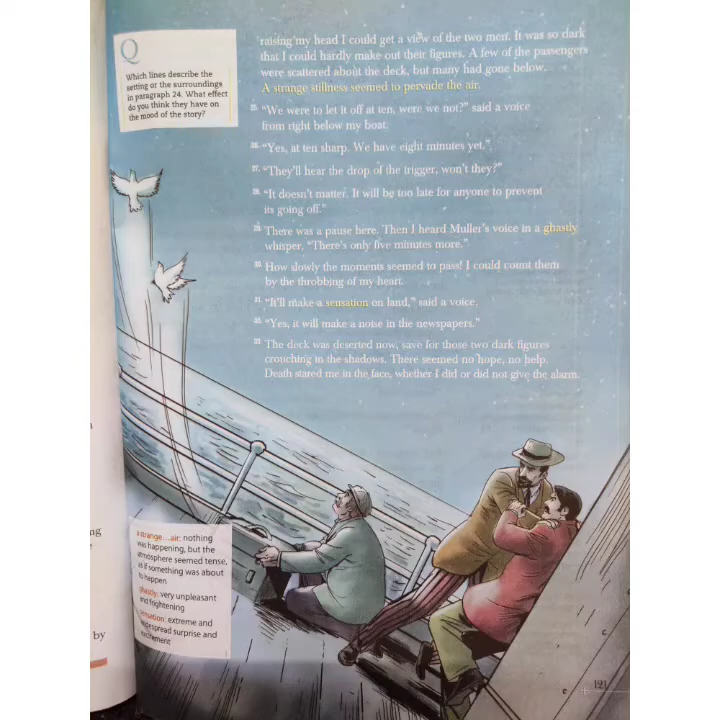 Q
Which lines describe the
setting or the surroundings
in paragraph 24. What effect
do you think they have on
the mood of the story?
raising my head I could get a view of the two men. It was so dark
that I could hardly make out their figures. A few of the passengers
were scattered about the deck, but many had gone below.
A strange stillness seemed to pervade the air.
25. "We were to let it off at ten, were we not?" said a voice
from right below my boat.
26. "Yes, at ten sharp. We have eight minutes yet."
27. "They'll hear the drop of the trigger, won't they?"
28. "It doesn't matter. It will be too late for anyone to prevent
its going off."
29. There was a pause here. Then I heard Muller's voice in a ghastly
whisper, "There's only five minutes more."
30. How slowly the moments seemed to pass! I could count them
by the throbbing of my heart.
31. "It'll make a sensation on land," said a voice.
32. "Yes, it will make a noise in the newspapers."
33. The deck was deserted now, save for those two dark figures
crouching in the shadows. There seemed no hope, no help.
Death stared me in the face, whether I did or did not give the alarm.
a strange...air: nothing
was happening, but the
atmosphere seemed tense,
as if something was about
to happen
ghastly: very unpleasant
and frightening
sensation: extreme and
widespread surprise and
excitement
by
121